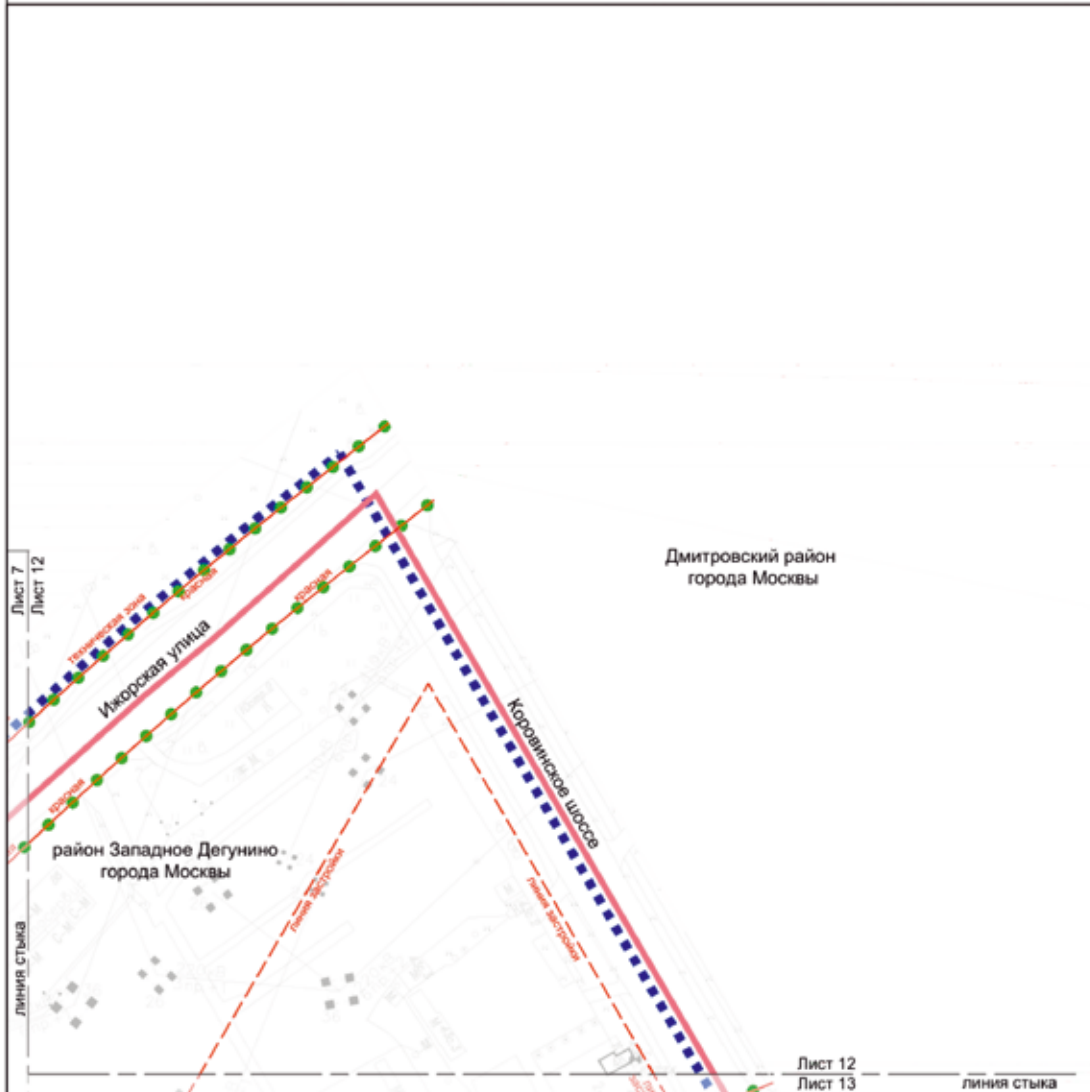 Дмитровский район
города Москвы
Лист 7
Лист 12
техническая зона
красная
красная
Ижорская улица
Коровинское шоссе
красная
район Западное Дегунино
города Москвы
линия застройки
линия застройки
линия стыка
Лист 12
Лист 13
линия стыка